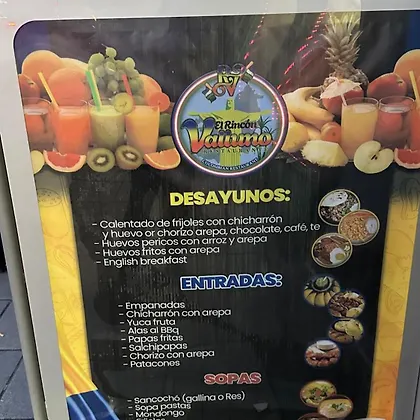 El Rincón
RESTAURANT
DESAYUNOS:
- Calentado de frijoles con chicharrón
y huevo or chorizo arepa, chocolate, café, te
- Huevos pericos con arroz y arepa
- Huevos fritos con arepa
- English breakfast
ENTRADAS:
- Empanadas
- Chicharrón con arepa
- Yuca fruta
- Alas al BBq
- Papas fritas
- Salchipapas
- Chorizo con arepa
- Patacones
SOPAS
- Sancochó (gallina o Res)
- Sopa pastas
- Mondongo